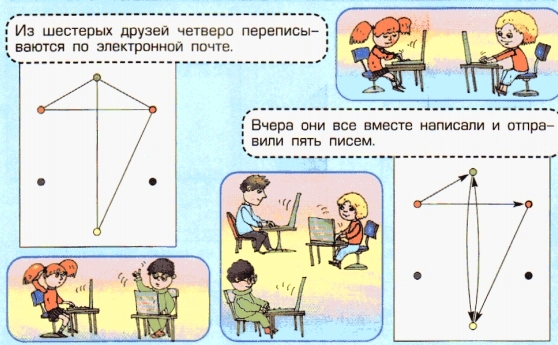 Из шестерых друзей четверо переписы-
ваются по электронной почте.
Вчера они все вместе написали и отпра-
вили пять писем.